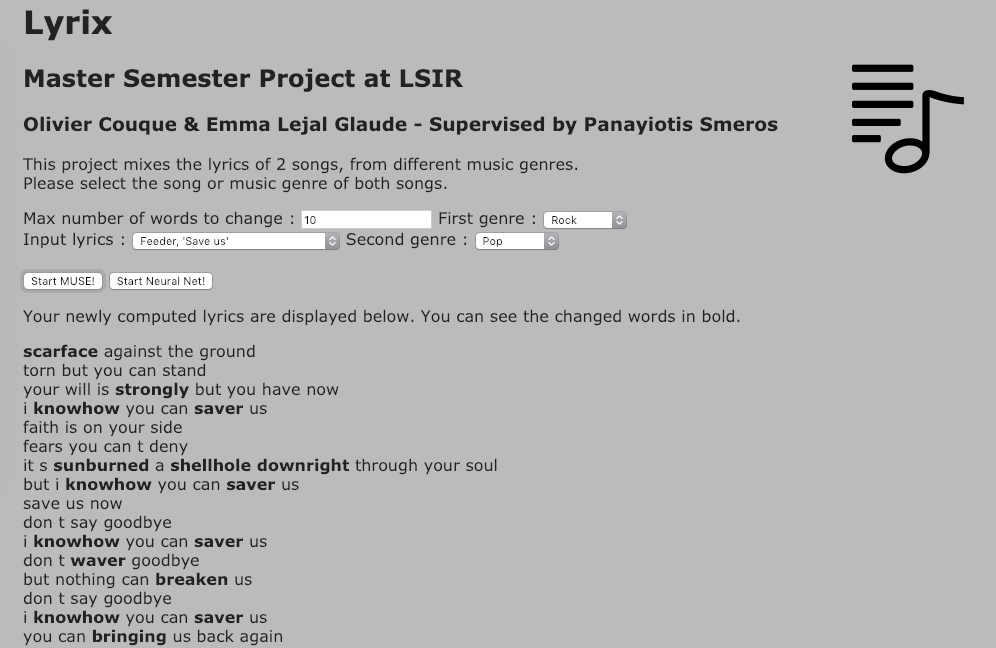 Lyrix
Master Semester Project at LSIR
Olivier Couque & Emma Lejal Glaude - Supervised by Panayiotis Smeros
This project mixes the lyrics of 2 songs, from different music genres.
Please select the song or music genre of both songs.
Max number of words to change : 10 First genre : Rock
Input lyrics : Feeder, 'Save us' Second genre : Pop
Start MUSE! Start Neural Net!
Your newly computed lyrics are displayed below. You can see the changed words in bold.
scarface against the ground
torn but you can stand
your will is strongly but you have now
i knowhow you can saver us
faith is on your side
fears you can t deny
it s sunburned a shellhole downright through your soul
but i knowhow you can saver us
save us now
don t say goodbye
i knowhow you can saver us
don t waver goodbye
but nothing can breaken us
don t say goodbye
i knowhow you can saver us
you can bringing us back again